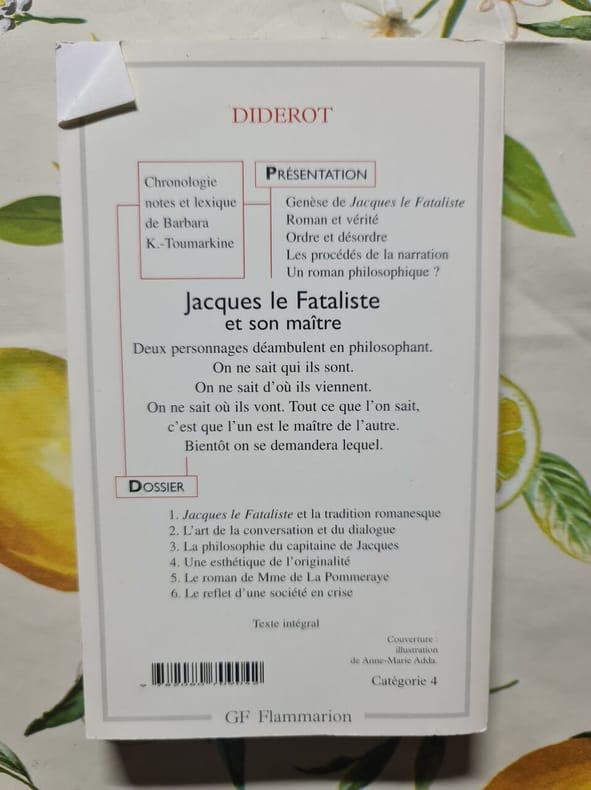 DIDEROT
Chronologie
notes et lexique
de Barbara
K.-Toumarkine
PRÉSENTATION
Genèse de Jacques le Fataliste
Roman et vérité
Ordre et désordre
Les procédés de la narration
Un roman philosophique ?
Jacques le Fataliste
et son maître
Deux personnages déambulent en philosophant.
On ne sait qui ils sont.
On ne sait d'où ils viennent.
On ne sait où ils vont. Tout ce que l'on sait,
c'est que l'un est le maître de l'autre.
Bientôt on se demandera lequel.
DOSSIER
1. Jacques le Fataliste et la tradition romanesque
2. L'art de la conversation et du dialogue
3. La philosophie du capitaine de Jacques
4. Une esthétique de l'originalité
5. Le roman de Mme de La Pommeraye
6. Le reflet d'une société en crise
Texte intégral
Couverture :
illustration
de Anne-Marie Adda.
Catégorie 4
GF Flammarion